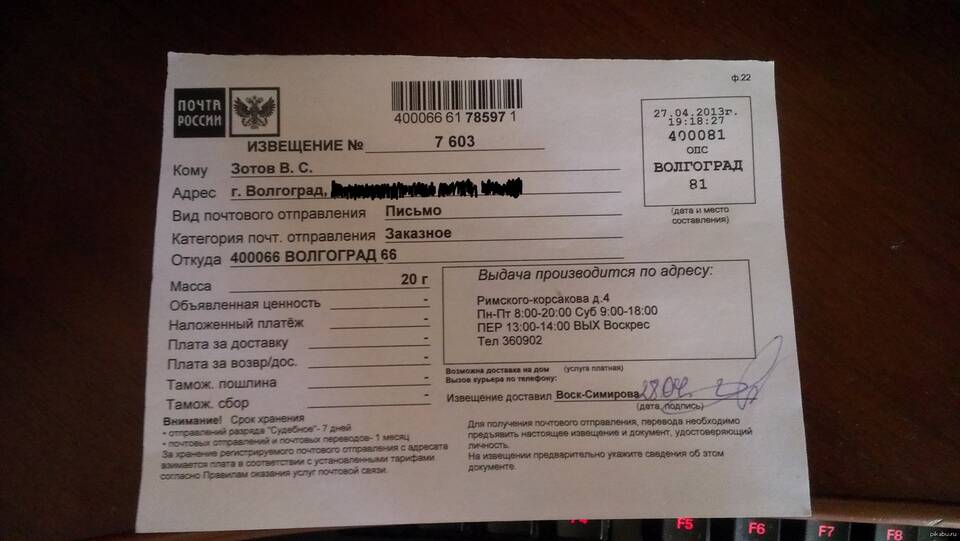 ф.22
ПОЧТА
РОССИИ
400066 61 78597 1
ИЗВЕЩЕНИЕ № 7 603
27.04.2013г.
19:18:27
400081
ОПС
ВОЛГОГРАД
81
(дата и место
составления)
Кому Зотов В. С.
Адрес г. Волгоград,
Вид почтового отправления Письмо
Категория почт. отправления Заказное
Откуда 400066 ВОЛГОГРАД 66
Масса 20 г
Объявленная ценность -
Наложенный платёж -
Плата за доставку -
Плата за возвр/дос. -
Тамож. пошлина -
Тамож. сбор -
Выдача производится по адресу:
Римского-корсакова д.4
Пн-Пт 8:00-20:00 Суб 9:00-18:00
ПЕР 13:00-14:00 ВЫХ Воскрес
Тел 360902
Возможна доставка на дом (услуга платная)
Вызов курьера по телефону:
Извещение доставил Воск-Симирова 28.04.
(дата, подпись)
Внимание! Срок хранения
- отправлений разряда "Судебное"- 7 дней
- почтовых отправлений и почтовых переводов- 1 месяц
За хранение регистрируемого почтового отправления с адресата
взимается плата в соответствии с установленными тарифами
согласно Правилам оказания услуг почтовой связи.
Для получения почтового отправления, перевода необходимо
предъявить настоящее извещение и документ, удостоверяющий
личность.
На извещении предварительно укажите сведения об этом
документе.
F4 F5 F6 F7 F8
pikabu.ru